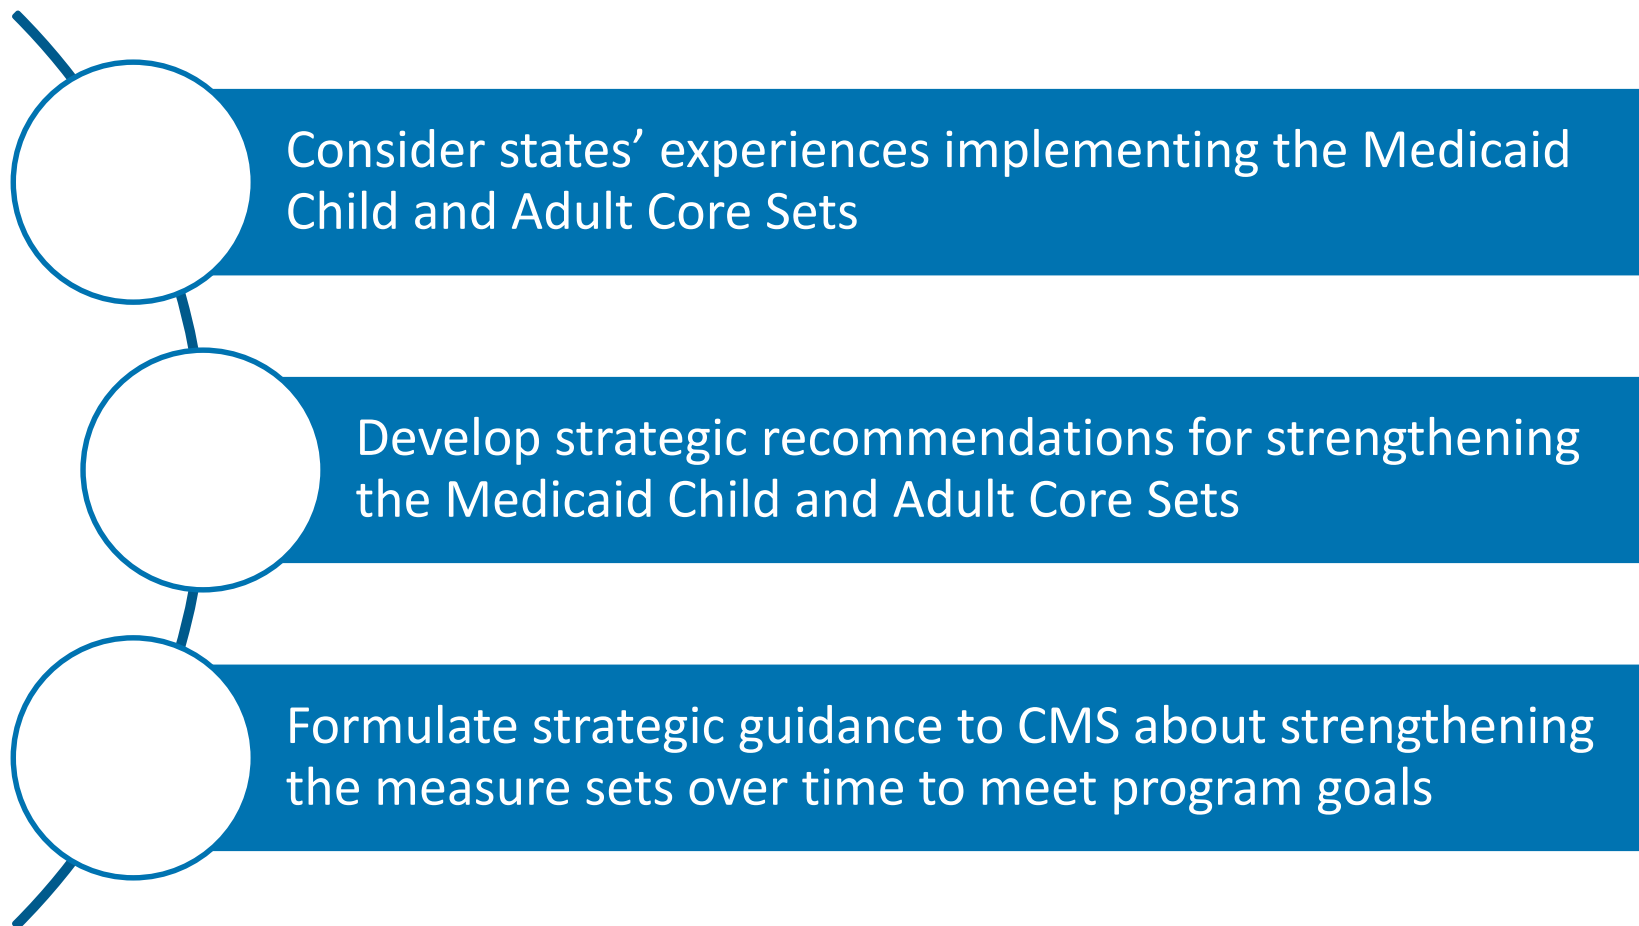 Consider states’ experiences implementing the Medicaid
Child and Adult Core Sets
Develop strategic recommendations for strengthening
the Medicaid Child and Adult Core Sets
Formulate strategic guidance to CMS about strengthening
the measure sets over time to meet program goals